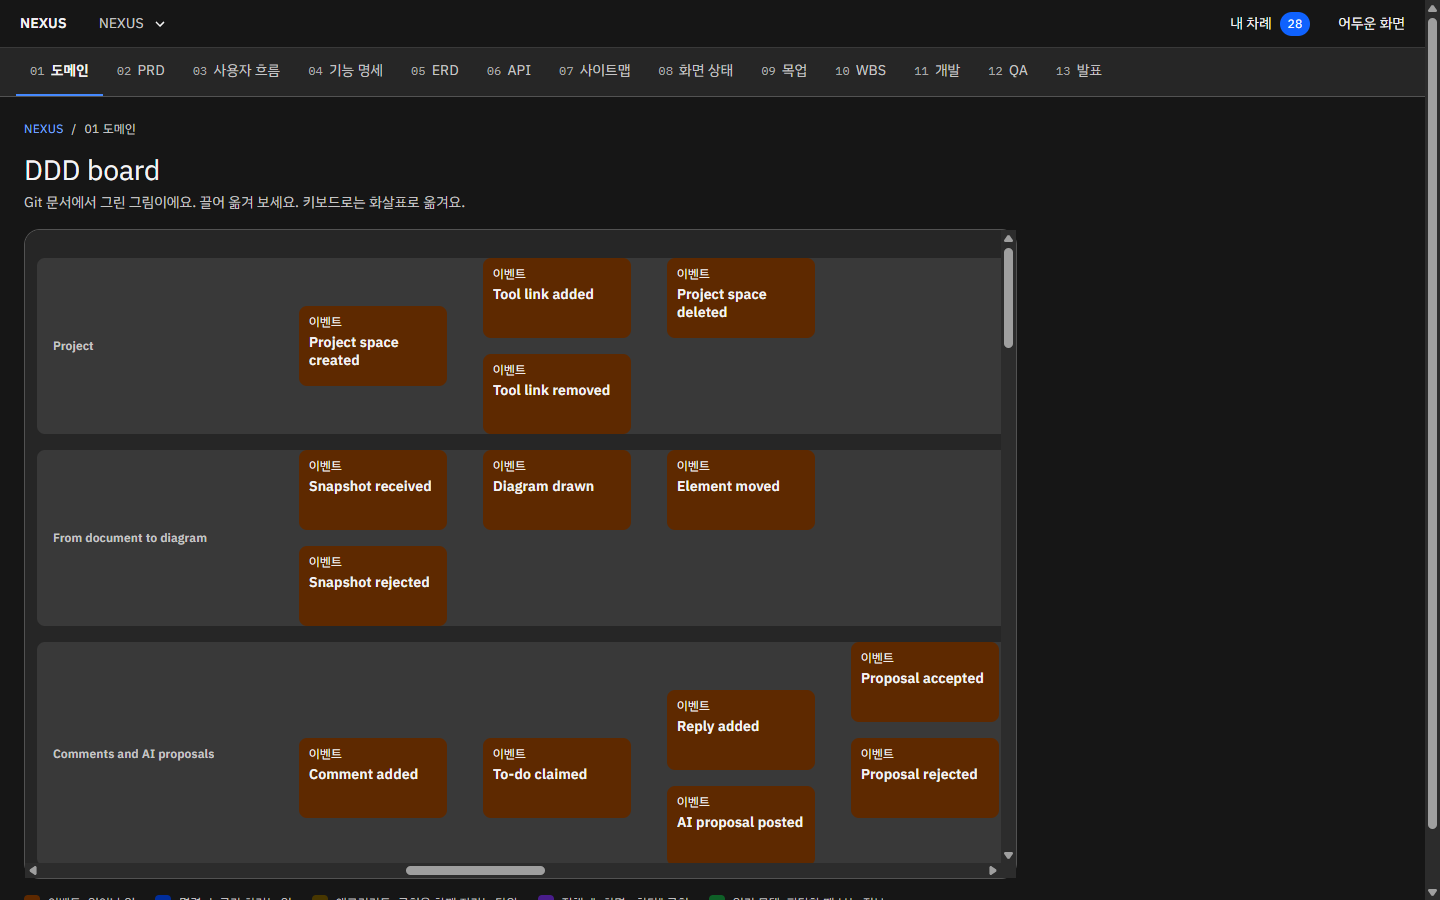 NEXUS
NEXUS
내 차례 28
어두운 화면
01 도메인
02 PRD
03 사용자 흐름
04 기능 명세
05 ERD
06 API
07 사이트맵
08 화면 상태
09 목업
10 WBS
11 개발
12 QA
13 발표
NEXUS / 01 도메인
DDD board
Git 문서에서 그린 그림이에요. 끌어 옮겨 보세요. 키보드로는 화살표로 옮겨요.
Project
이벤트
Project space
created
이벤트
Tool link added
이벤트
Tool link removed
이벤트
Project space
deleted
From document to diagram
이벤트
Snapshot received
이벤트
Snapshot rejected
이벤트
Diagram drawn
이벤트
Element moved
Comments and AI proposals
이벤트
Comment added
이벤트
To-do claimed
이벤트
Reply added
이벤트
AI proposal posted
이벤트
Proposal accepted
이벤트
Proposal rejected